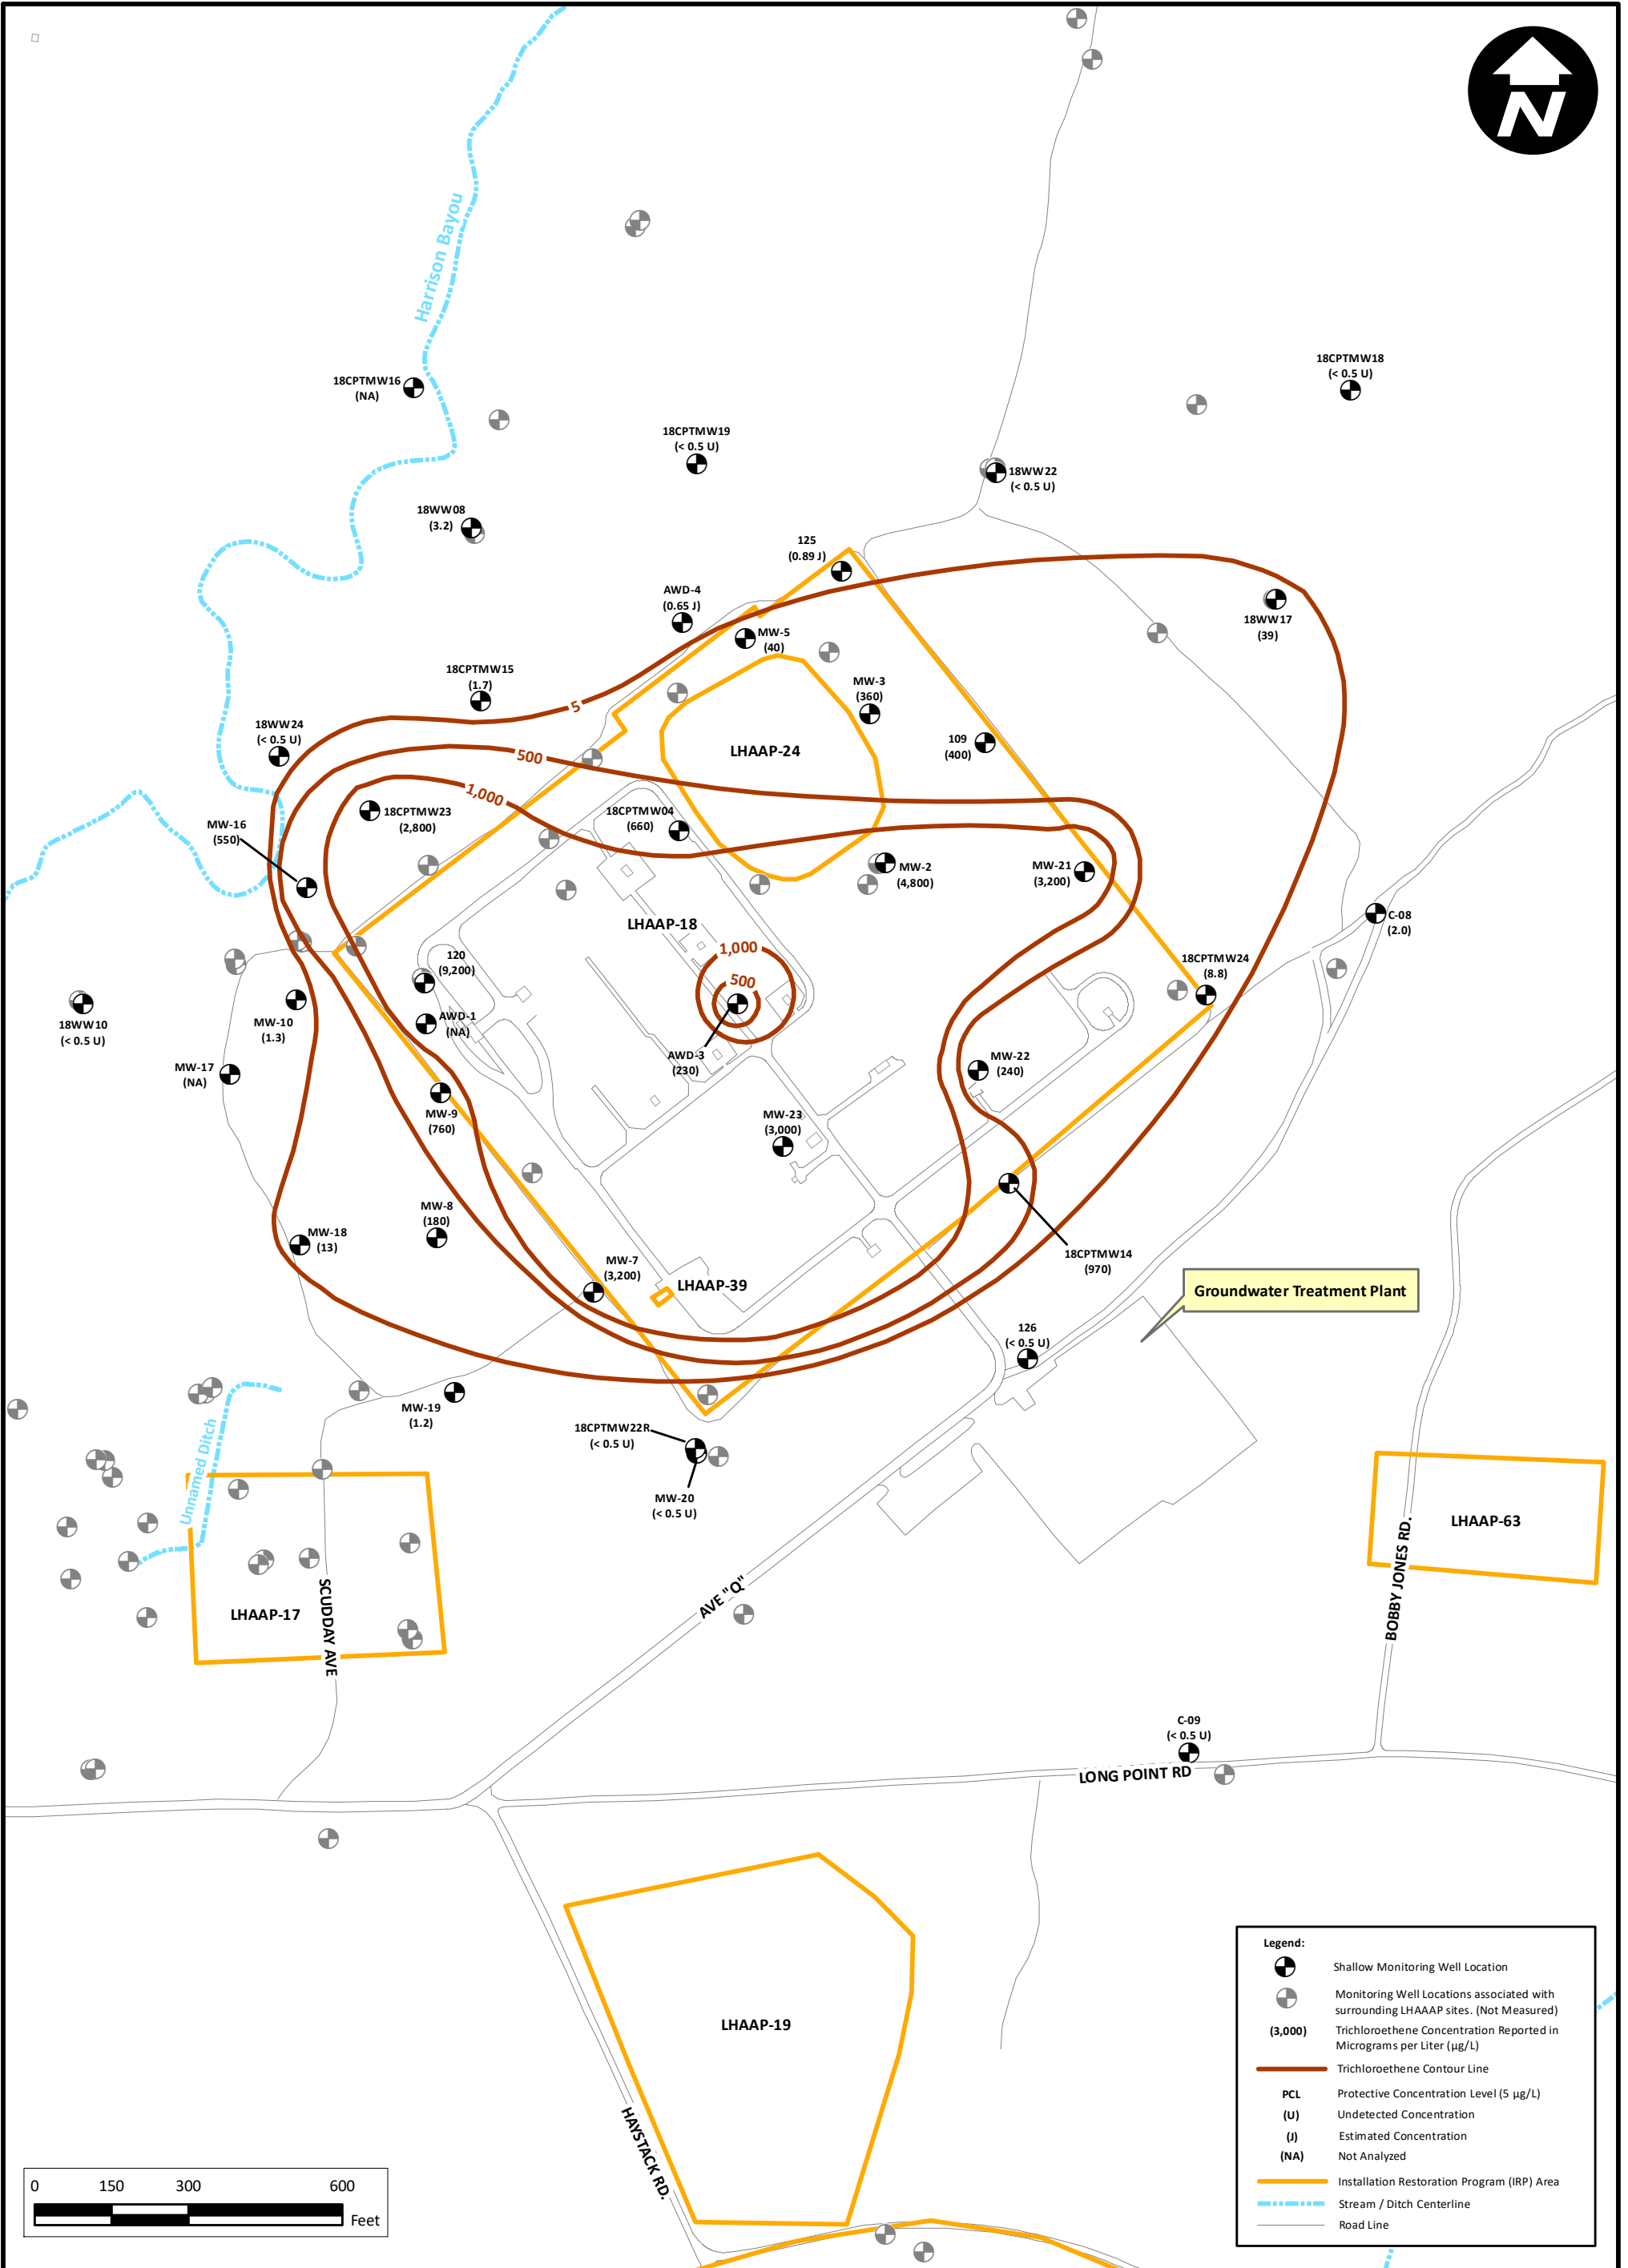 N
Harrison Bayou
18CPTMW16
(NA)
18CPTMW18
(< 0.5 U)
18CPTMW19
(< 0.5 U)
18WW22
(< 0.5 U)
18WW08
(3.2)
125
(0.89 J)
AWD-4
(0.65 J)
18WW17
(39)
MW-5
(40)
18CPTMW15
(1.7)
MW-3
(360)
5
18WW24
(< 0.5 U)
109
(400)
LHAAP-24
500
1,000
18CPTMW23
(2,800)
18CPTMW04
(660)
MW-16
(550)
MW-2
(4,800)
MW-21
(3,200)
C-08
(2.0)
LHAAP-18
1,000
120
(9,200)
18CPTMW24
(8.8)
500
18WW10
(< 0.5 U)
MW-10
(1.3)
AWD-1
(NA)
AWD-3
(230)
MW-22
(240)
MW-17
(NA)
MW-9
(760)
MW-23
(3,000)
MW-8
(180)
MW-18
(13)
MW-7
(3,200)
18CPTMW14
(970)
LHAAP-39
Groundwater Treatment Plant
126
(< 0.5 U)
MW-19
(1.2)
18CPTMW22R
(< 0.5 U)
MW-20
(< 0.5 U)
Unnamed Ditch
LHAAP-63
BOBBY JONES RD.
LHAAP-17
SCUDDAY AVE
AVE "Q"
C-09
(< 0.5 U)
LONG POINT RD
LHAAP-19
HAYSTACK RD.
Legend:
Shallow Monitoring Well Location
Monitoring Well Locations associated with
surrounding LHAAAP sites. (Not Measured)
(3,000) Trichloroethene Concentration Reported in
Micrograms per Liter (µg/L)
Trichloroethene Contour Line
PCL Protective Concentration Level (5 µg/L)
(U) Undetected Concentration
(J) Estimated Concentration
(NA) Not Analyzed
Installation Restoration Program (IRP) Area
Stream / Ditch Centerline
Road Line
0 150 300 600
Feet